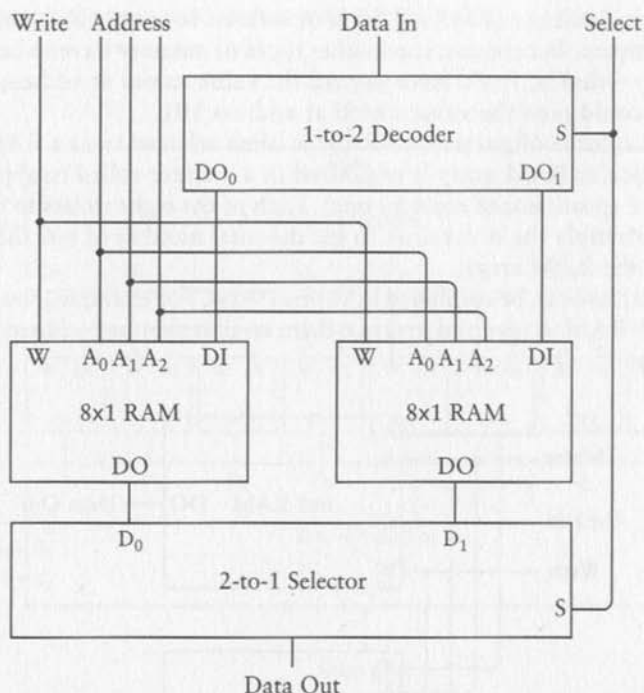 Write Address Data In Select
1-to-2 Decoder
S
DO₀ DO₁
W A₀ A₁ A₂ DI W A₀ A₁ A₂ DI
8x1 RAM 8x1 RAM
DO DO
D₀ D₁
2-to-1 Selector
S
Data Out